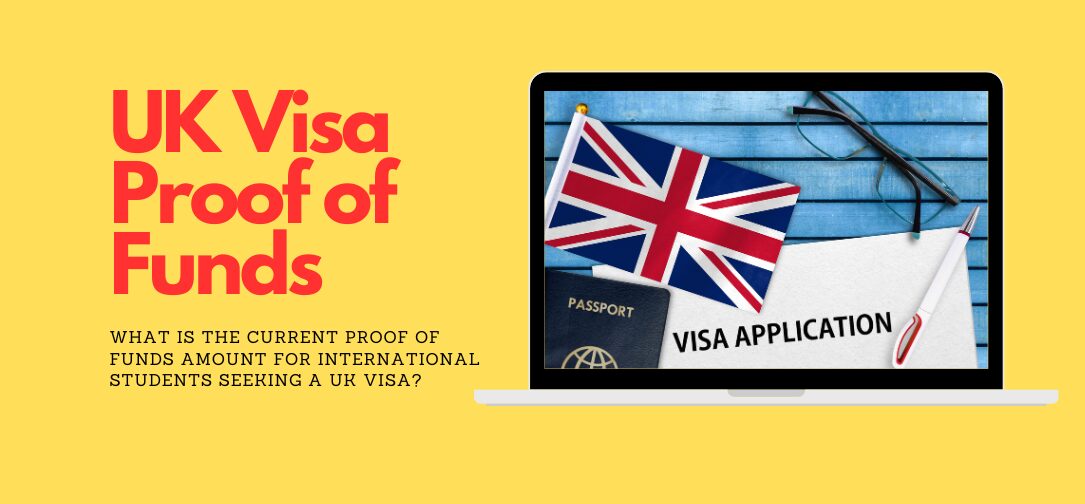 UK Visa
Proof of
Funds
WHAT IS THE CURRENT PROOF OF
FUNDS AMOUNT FOR INTERNATIONAL
STUDENTS SEEKING A UK VISA?
PASSPORT
VISA APPLICATION